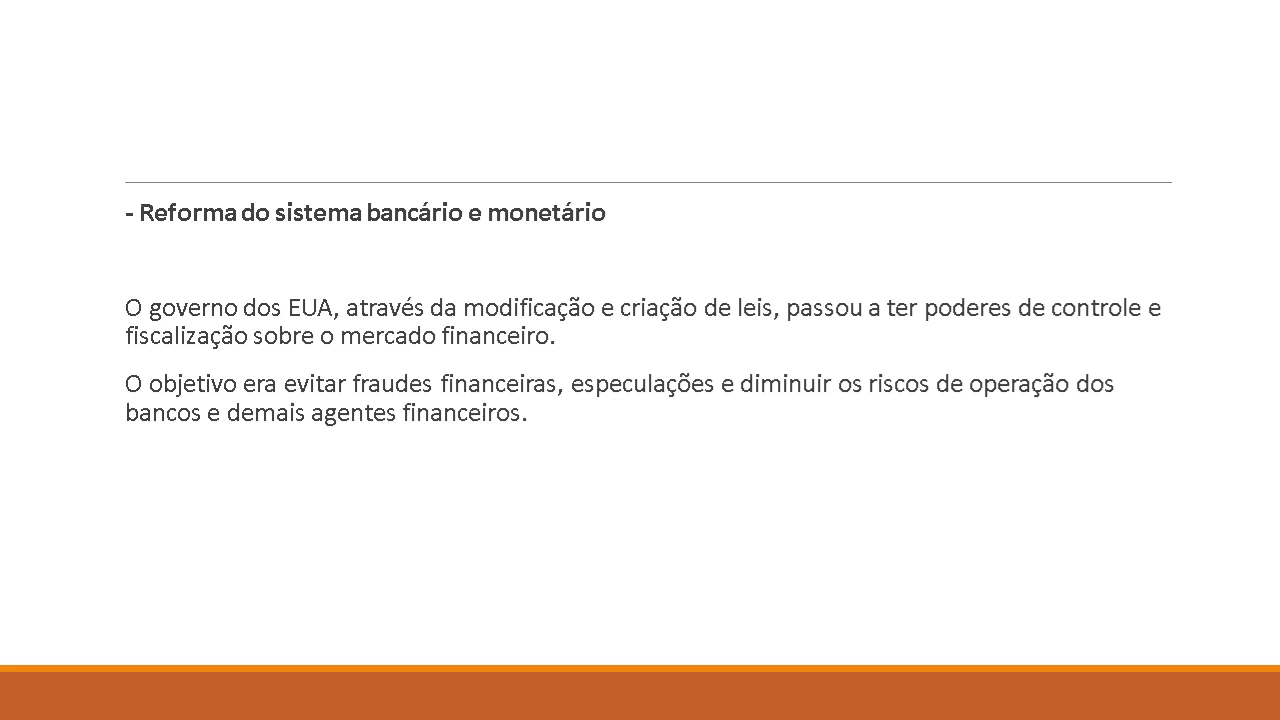 - Reforma do sistema bancário e monetário
O governo dos EUA, através da modificação e criação de leis, passou a ter poderes de controle e
fiscalização sobre o mercado financeiro.
O objetivo era evitar fraudes financeiras, especulações e diminuir os riscos de operação dos
bancos e demais agentes financeiros.